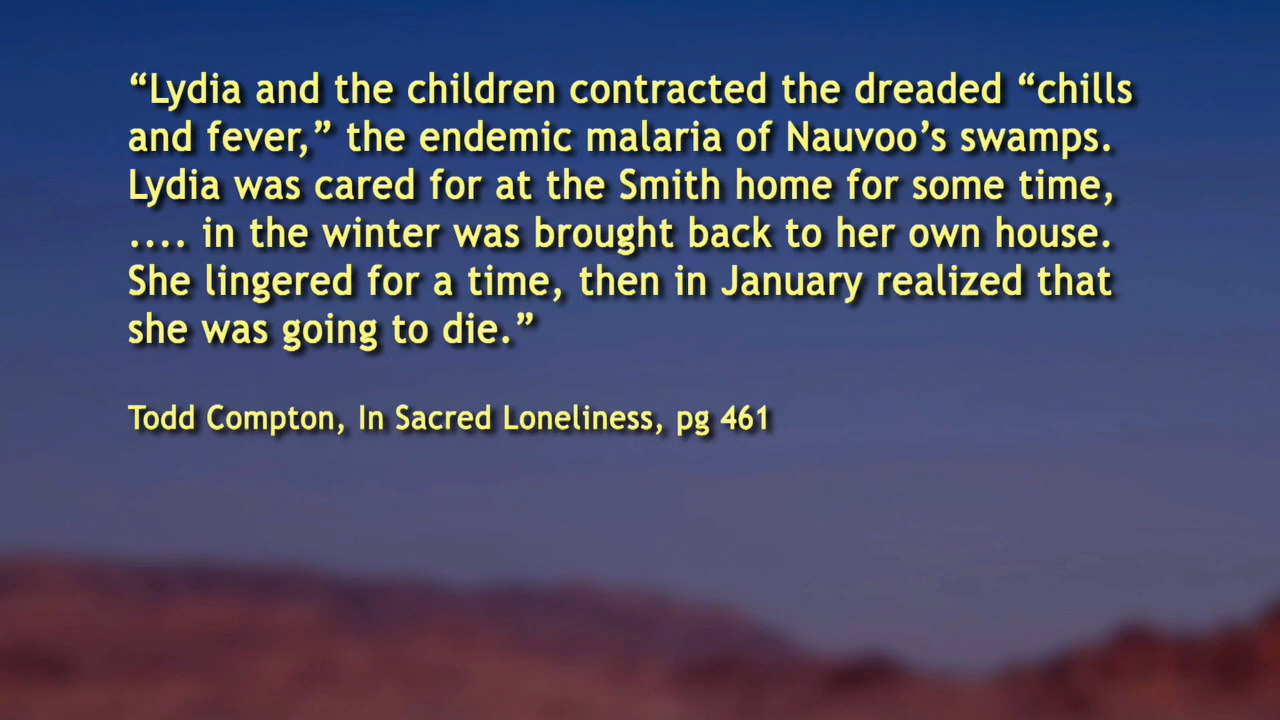 “Lydia and the children contracted the dreaded “chills
and fever,” the endemic malaria of Nauvoo’s swamps.
Lydia was cared for at the Smith home for some time,
.... in the winter was brought back to her own house.
She lingered for a time, then in January realized that
she was going to die.”
Todd Compton, In Sacred Loneliness, pg 461